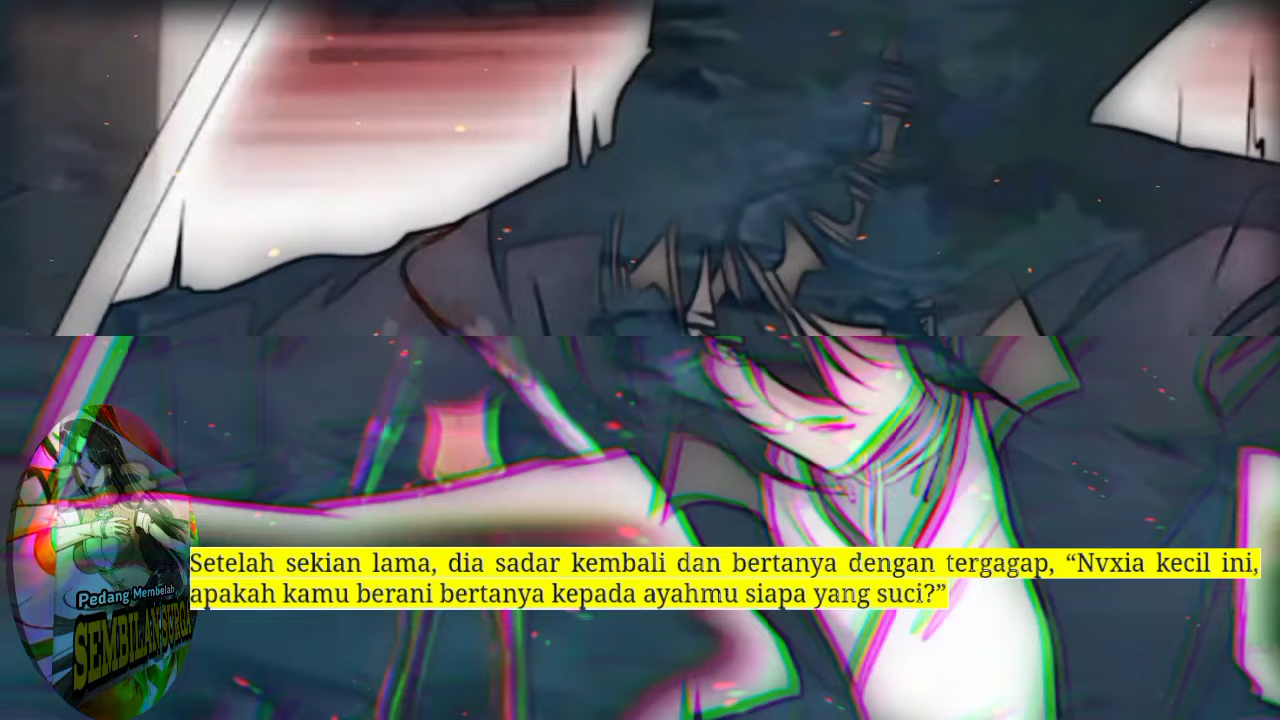 Setelah sekian lama, dia sadar kembali dan bertanya dengan tergagap, “Nvxia kecil ini,
apakah kamu berani bertanya kepada ayahmu siapa yang suci?”
Pedang Membelah
SEMBILAN SURGA